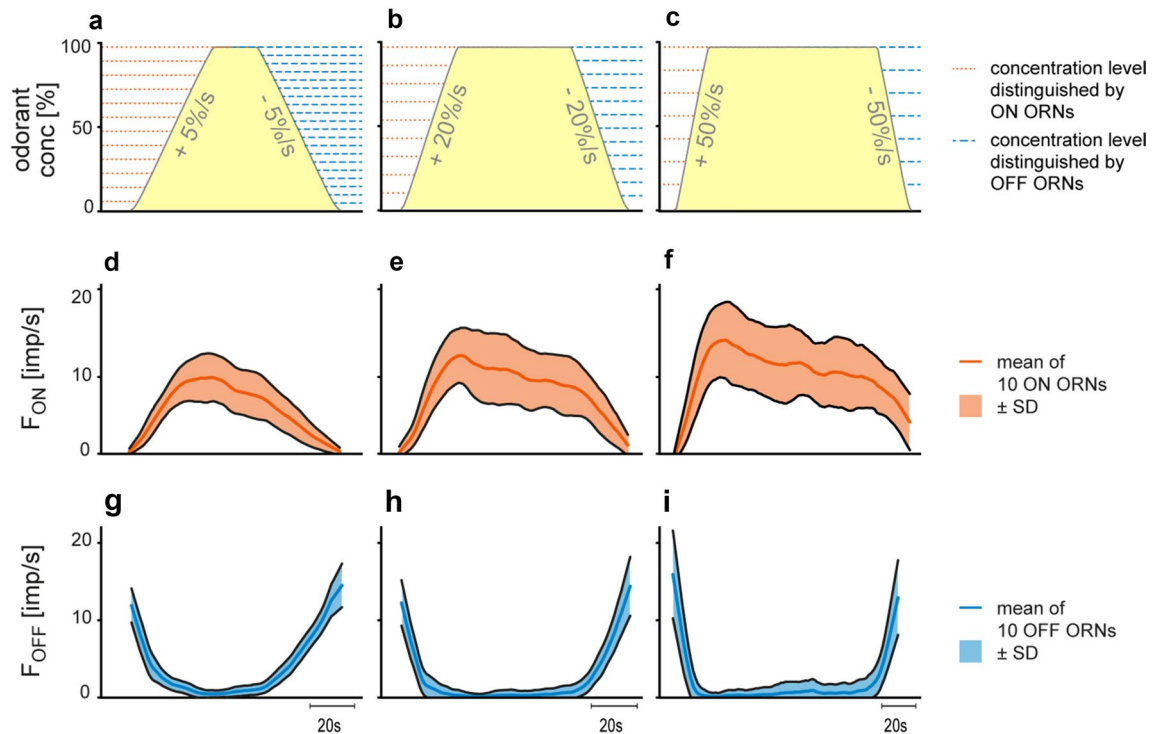 a
b
c
100
50
0
odorant
conc [%]
+ 5%/s
- 5%/s
+ 20%/s
- 20%/s
+ 50%/s
- 50%/s
concentration level
distinguished by
ON ORNs
concentration level
distinguished by
OFF ORNs
d
e
f
20
10
0
FON [imp/s]
mean of
10 ON ORNs
± SD
g
h
i
20
10
0
FOFF [imp/s]
mean of
10 OFF ORNs
± SD
20s
20s
20s